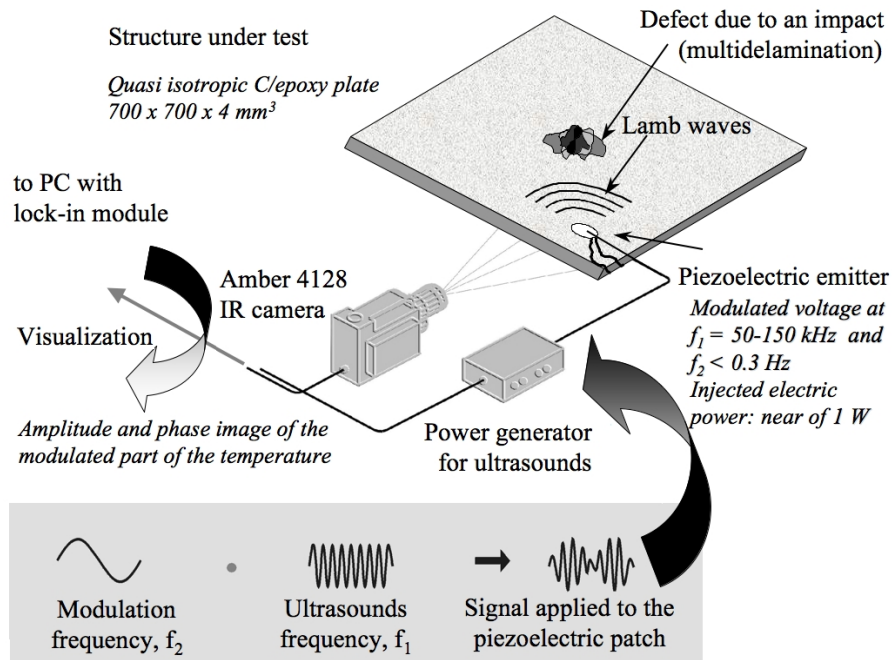 Structure under test
Quasi isotropic C/epoxy plate
700 x 700 x 4 mm³
Defect due to an impact
(multidelamination)
Lamb waves
to PC with
lock-in module
Amber 4128
IR camera
Visualization
Piezoelectric emitter
Modulated voltage at
f₁ = 50-150 kHz and
f₂ < 0.3 Hz
Injected electric
power: near of 1 W
Amplitude and phase image of the
modulated part of the temperature
Power generator
for ultrasounds
Modulation
frequency, f₂
Ultrasounds
frequency, f₁
Signal applied to the
piezoelectric patch